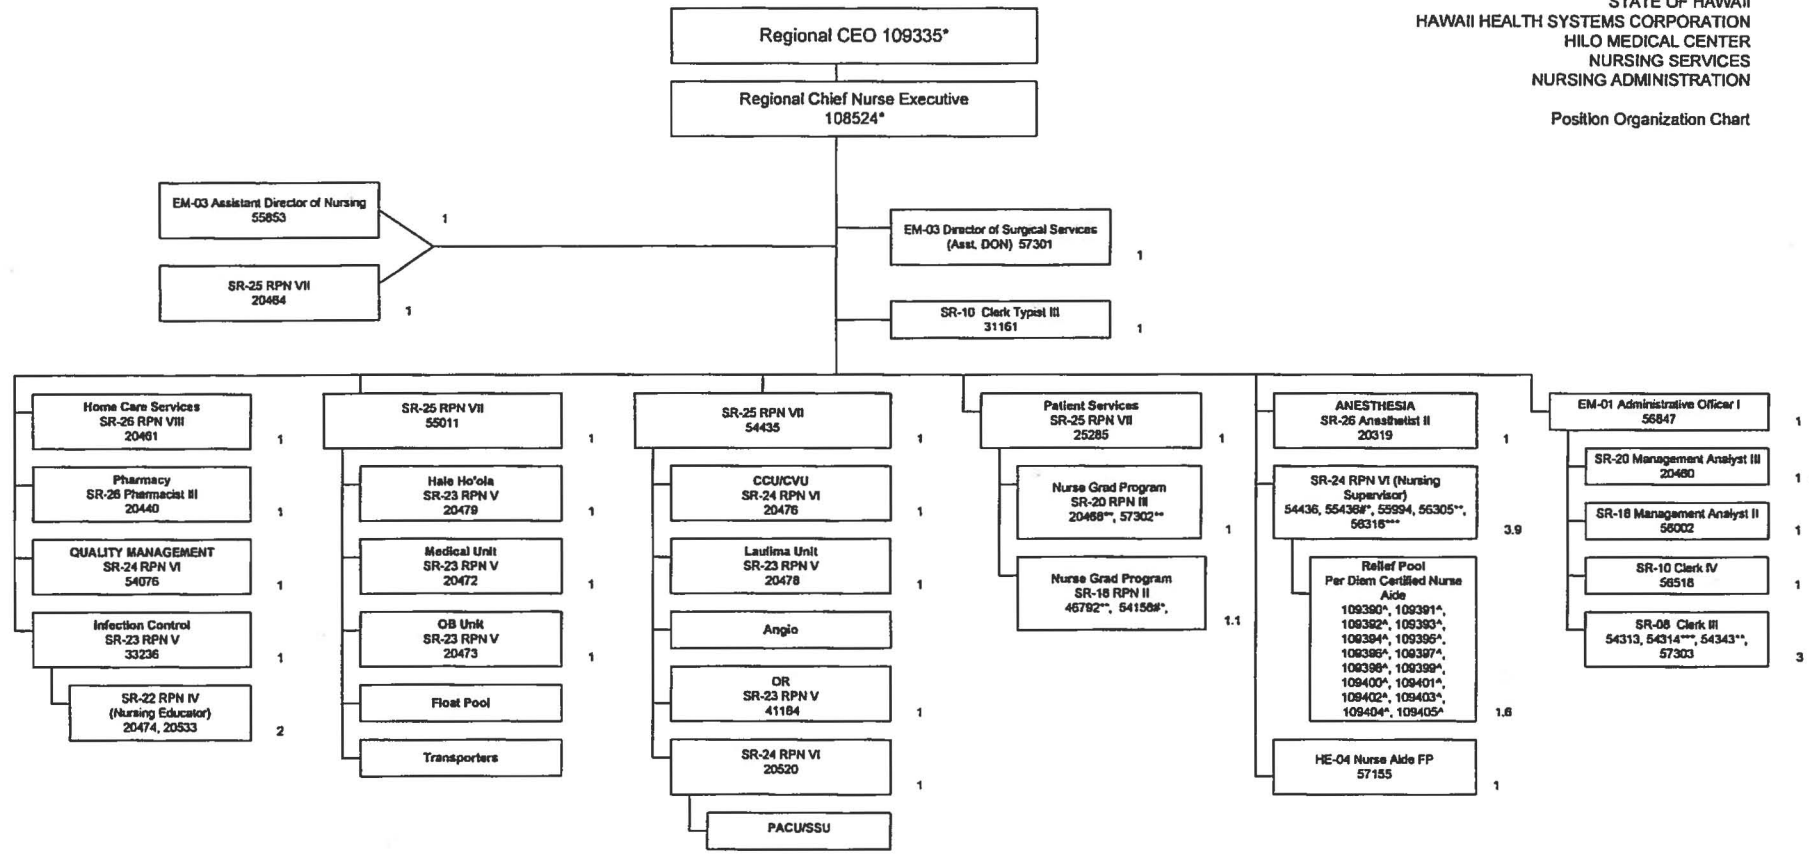 STATE OF HAWAII
HAWAII HEALTH SYSTEMS CORPORATION
HILO MEDICAL CENTER
NURSING SERVICES
NURSING ADMINISTRATION
Position Organization Chart
Regional CEO 109335*
Regional Chief Nurse Executive
108524*
EM-03 Assistant Director of Nursing
55853
1
SR-25 RPN VII
20464
1
EM-03 Director of Surgical Services
(Asst. DON) 57301
1
SR-10 Clerk Typist III
31161
1
Home Care Services
SR-26 RPN VIII
20461
1
Pharmacy
SR-26 Pharmacist III
20440
1
QUALITY MANAGEMENT
SR-24 RPN VI
54076
1
Infection Control
SR-23 RPN V
33236
1
SR-22 RPN IV
(Nursing Educator)
20474, 20533
2
SR-25 RPN VII
55011
1
Hale Ho'ola
SR-23 RPN V
20479
1
Medical Unit
SR-23 RPN V
20472
1
OB Unit
SR-23 RPN V
20473
1
Float Pool
Transporters
SR-25 RPN VII
54435
1
CCU/CVU
SR-24 RPN VI
20476
1
Laulima Unit
SR-23 RPN V
20478
1
Angio
OR
SR-23 RPN V
41164
1
SR-24 RPN VI
20520
1
PACU/SSU
Patient Services
SR-25 RPN VII
25285
1
Nurse Grad Program
SR-20 RPN III
20468**, 57302**
1
Nurse Grad Program
SR-18 RPN II
46792**, 54158#*,
1.1
ANESTHESIA
SR-26 Anesthetist II
20319
1
SR-24 RPN VI (Nursing
Supervisor)
54436, 55436#*, 55994, 56305**,
56316***
3.9
Relief Pool
Per Diem Certified Nurse
Aide
109390^, 109391^,
109392^, 109393^,
109394^, 109395^,
109396^, 109397^,
109398^, 109399^,
109400^, 109401^,
109402^, 109403^,
109404^, 109405^
1.6
HE-04 Nurse Aide FP
57155
1
EM-01 Administrative Officer I
56847
1
SR-20 Management Analyst III
20460
1
SR-18 Management Analyst II
56002
1
SR-10 Clerk IV
56518
1
SR-08 Clerk III
54313, 54314***, 54343**,
57303
3